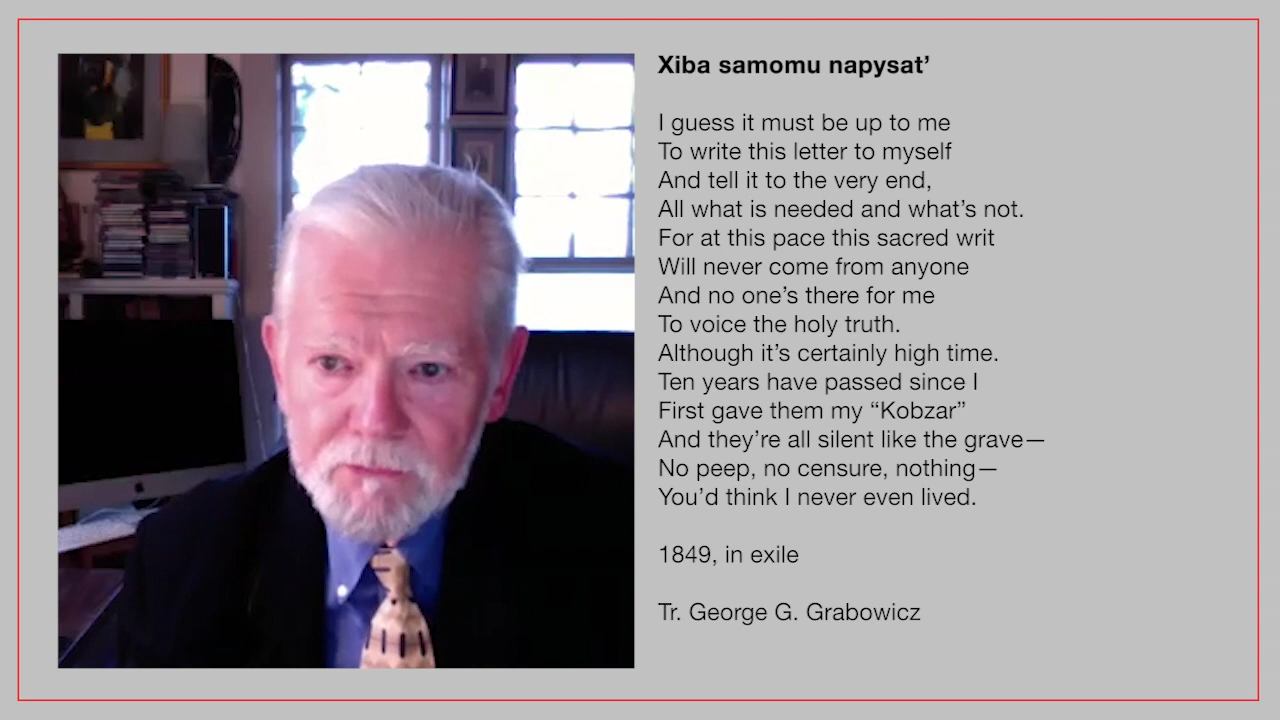 Xiba samomu napysat’
I guess it must be up to me
To write this letter to myself
And tell it to the very end,
All what is needed and what’s not.
For at this pace this sacred writ
Will never come from anyone
And no one’s there for me
To voice the holy truth.
Although it’s certainly high time.
Ten years have passed since I
First gave them my “Kobzar”
And they’re all silent like the grave—
No peep, no censure, nothing—
You’d think I never even lived.
1849, in exile
Tr. George G. Grabowicz